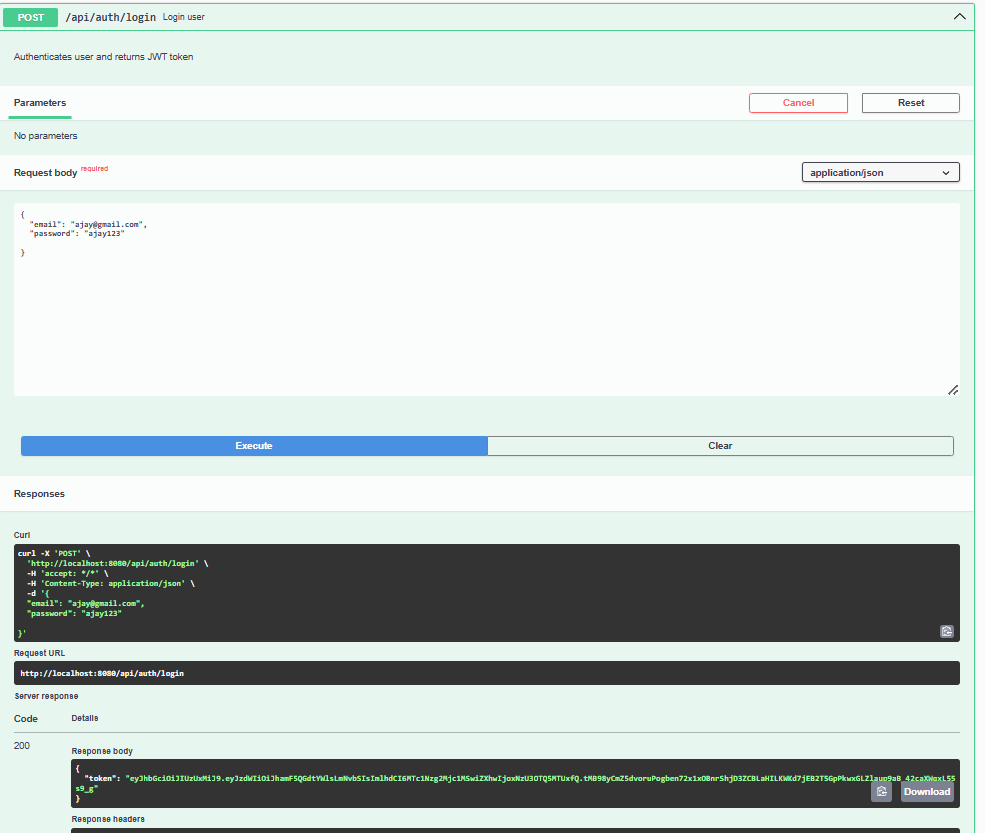 POST /api/auth/login Login user
Authenticates user and returns JWT token
Parameters
Cancel
Reset
No parameters
Request body required
application/json
{
"email": "ajay@gmail.com",
"password": "ajay123"
}
Execute
Clear
Responses
Curl
curl -X 'POST' \
'http://localhost:8080/api/auth/login' \
-H 'accept: */*' \
-H 'Content-Type: application/json' \
-d '{
"email": "ajay@gmail.com",
"password": "ajay123"
}'
Request URL
http://localhost:8080/api/auth/login
Server response
Code Details
200
Response body
{
"token":
}
Download
Response headers